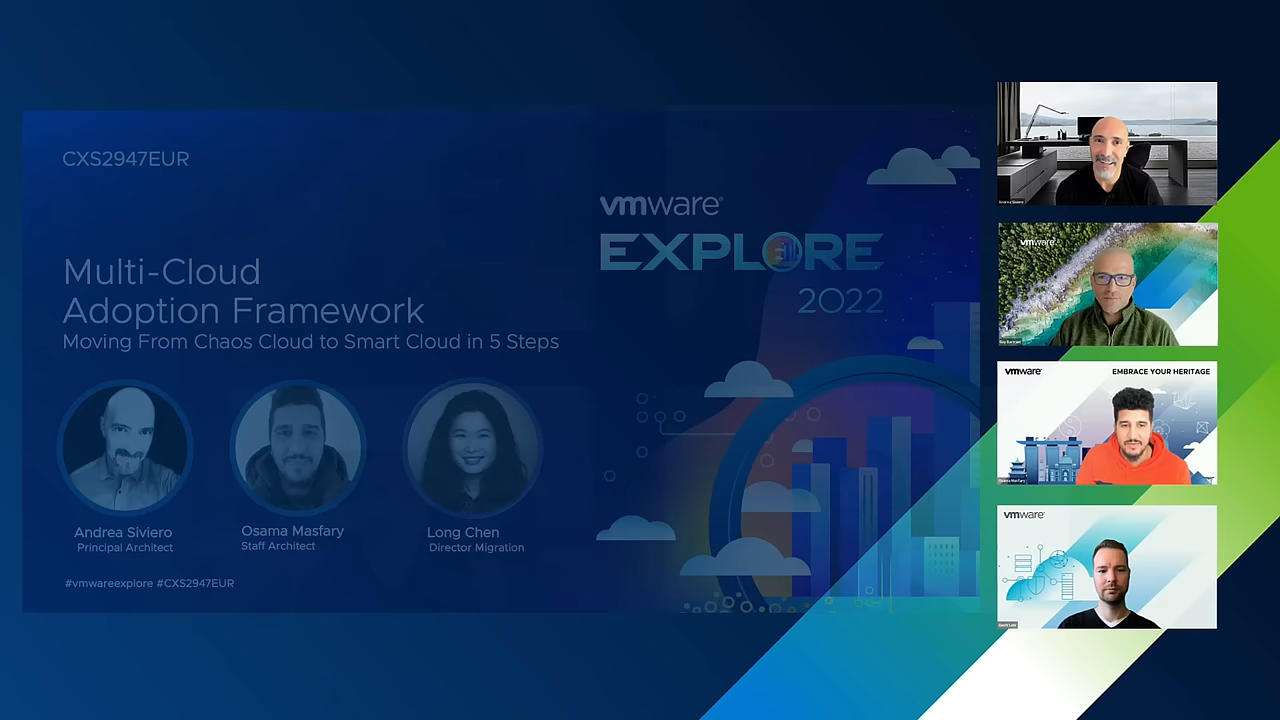 CXS2947EUR
Multi-Cloud
Adoption Framework
Moving From Chaos Cloud to Smart Cloud in 5 Steps
Andrea Siviero
Principal Architect
Osama Masfary
Staff Architect
Long Chen
Director Migration
#vmwareexplore #CXS2947EUR
vmware®
EXPLORE
2022
Andrea Siviero
vmware
vmware®
EMBRACE YOUR HERITAGE
vmware®